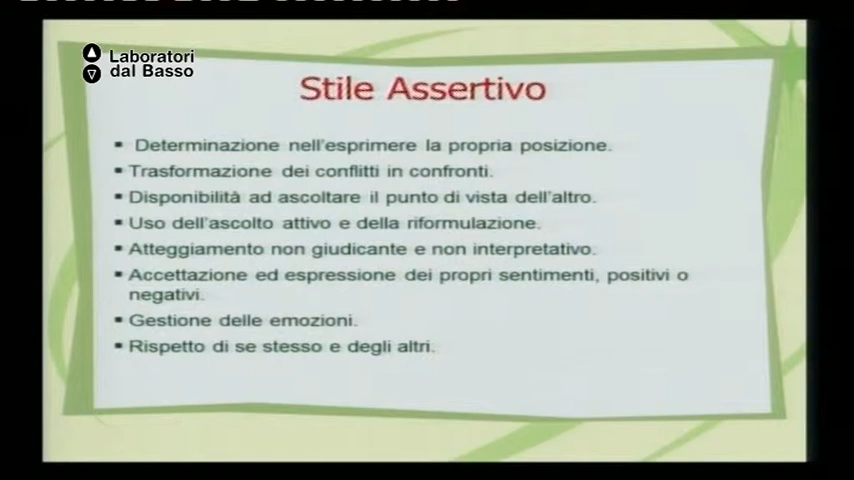 Laboratori
dal Basso
Stile Assertivo
▪ Determinazione nell'esprimere la propria posizione.
▪ Trasformazione dei conflitti in confronti.
▪ Disponibilità ad ascoltare il punto di vista dell'altro.
▪ Uso dell'ascolto attivo e della riformulazione.
▪ Atteggiamento non giudicante e non interpretativo.
▪ Accettazione ed espressione dei propri sentimenti, positivi o
negativi.
▪ Gestione delle emozioni.
▪ Rispetto di se stesso e degli altri.